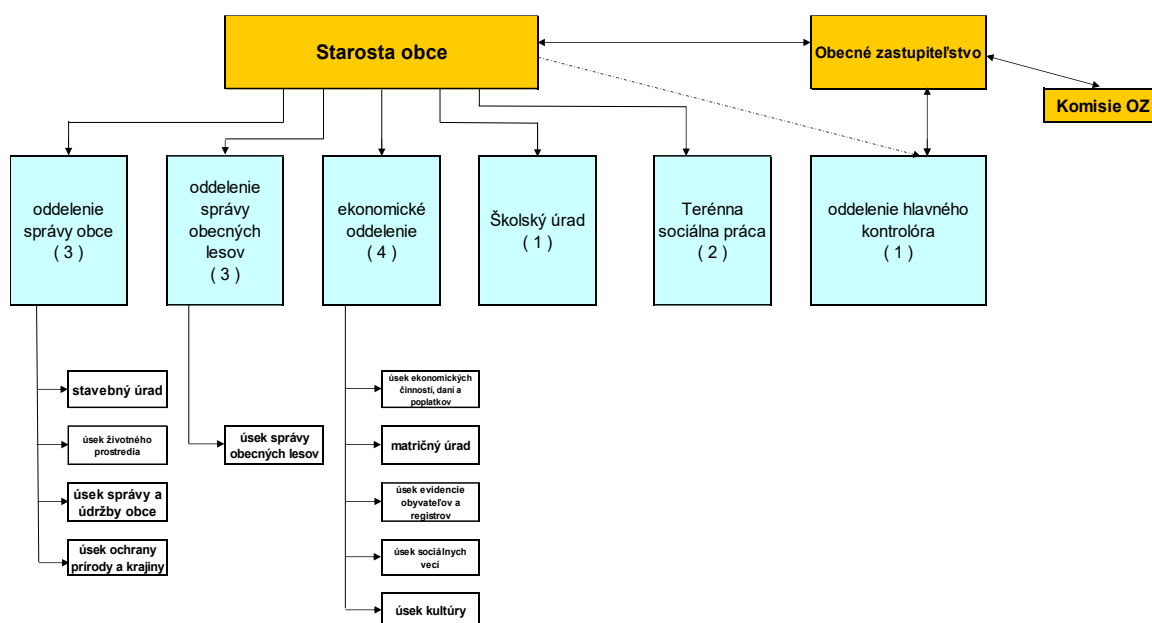 Starosta obce
Obecné zastupiteľstvo
Komisie OZ
oddelenie
správy obce
( 3 )
oddelenie
správy
obecných
lesov
( 3 )
ekonomické
oddelenie
( 4 )
Školský úrad
( 1 )
Terénna
sociálna práca
( 2 )
oddelenie hlavného
kontrolóra
( 1 )
stavebný úrad
úsek životného
prostredia
úsek správy a
údržby obce
úsek ochrany
prírody a krajiny
úsek správy
obecných lesov
úsek ekonomických
činností, daní a
poplatkov
matričný úrad
úsek evidencie
obyvateľov a
registrov
úsek sociálnych
vecí
úsek kultúry